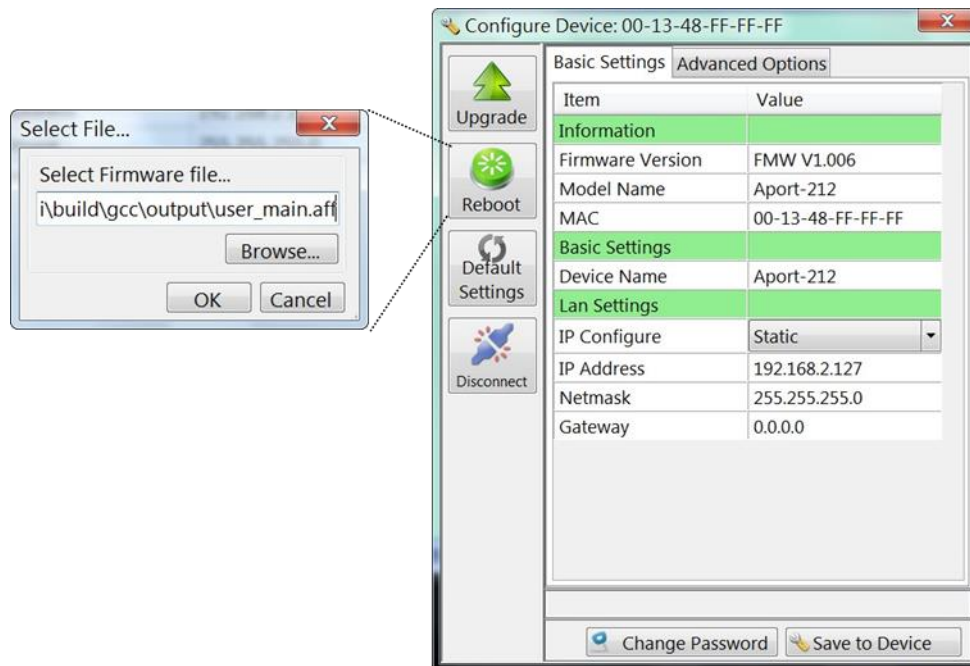 Select File...
Select Firmware file...
i\build\gcc\output\user_main.aff
Browse...
OK Cancel
Configure Device: 00-13-48-FF-FF-FF
Upgrade
Reboot
Default
Settings
Disconnect
Basic Settings Advanced Options
Item Value
Information
Firmware Version FMW V1.006
Model Name Aport-212
MAC 00-13-48-FF-FF-FF
Basic Settings
Device Name Aport-212
Lan Settings
IP Configure Static
IP Address 192.168.2.127
Netmask 255.255.255.0
Gateway 0.0.0.0
Change Password Save to Device